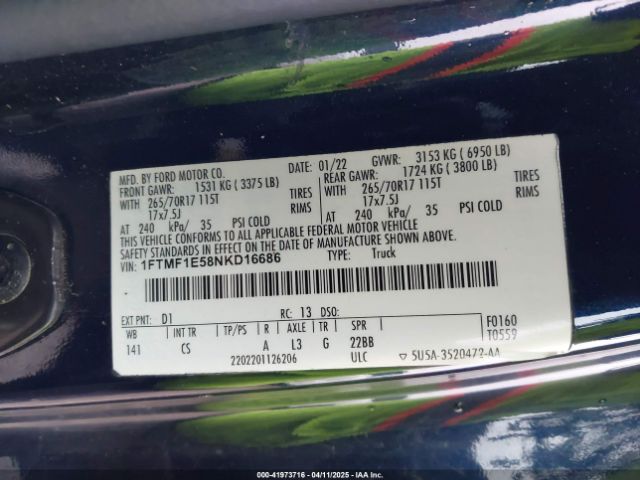 MFD. BY FORD MOTOR CO. DATE: 01/22 GVWR: 3153 KG ( 6950 LB)
FRONT GAWR: 1531 KG ( 3375 LB) REAR GAWR: 1724 KG ( 3800 LB)
WITH 265/70R17 115T TIRES WITH 265/70R17 115T TIRES
17x7.5J 17x7.5J
AT 240 kPa/ 35 PSI COLD AT 240 kPa/ 35 PSI COLD
THIS VEHICLE CONFORMS TO ALL APPLICABLE FEDERAL MOTOR VEHICLE
SAFETY STANDARDS IN EFFECT ON THE DATE OF MANUFACTURE SHOWN ABOVE.
VIN: 1FTMF1E58NKD16686 TYPE: Truck
EXT PNT: D1 RC: 13 DSO: F0160
WB INT TR TP/PS R AXLE TR SPR T0559
141 CS A L3 G 22BB
2202201126206 ULC 5U5A-3520472-AA
00-41973716 - 04/11/2025 - IAA Inc.